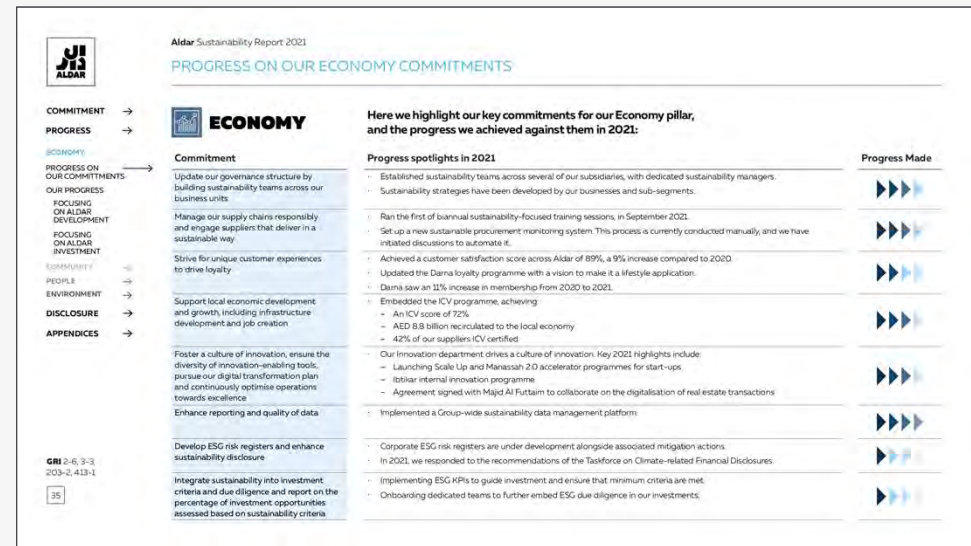 Aldar Sustainability Report 2021
PROGRESS ON OUR ECONOMY COMMITMENTS
ALDAR
COMMITMENT
PROGRESS
ECONOMY
PROGRESS ON
OUR COMMITTMENTS
OUR PROGRESS
FOCUSING
ON ALDAR
DEVELOPMENT
FOCUSING
ON ALDAR
INVESTMENT
COMMUNITY
PEOPLE
ENVIRONMENT
DISCLOSURE
APPENDICES
GRI 2-6, 3-3,
203-2, 413-1
35
ECONOMY
Here we highlight our key commitments for our Economy pillar,
and the progress we achieved against them in 2021:
Commitment
Progress spotlights in 2021
Progress Made
Update our governance structure by
building sustainability teams across our
business units
· Established sustainability teams across several of our subsidiaries, with dedicated sustainability managers.
· Sustainability strategies have been developed by our businesses and sub-segments.
Manage our supply chains responsibly
and engage suppliers that deliver in a
sustainable way
· Ran the first of biannual sustainability-focused training sessions, in September 2021.
· Set up a new sustainable procurement monitoring system. This process is currently conducted manually, and we have
initiated discussions to automate it.
Strive for unique customer experiences
to drive loyalty
· Achieved a customer satisfaction score across Aldar of 89%, a 9% increase compared to 2020.
· Updated the Darna loyalty programme with a vision to make it a lifestyle application.
· Darna saw an 11% increase in membership from 2020 to 2021.
Support local economic development
and growth, including infrastructure
development and job creation
· Embedded the ICV programme, achieving:
– An ICV score of 72%
– AED 8.8 billion recirculated to the local economy
– 42% of our suppliers ICV certified
Foster a culture of innovation, ensure the
diversity of innovation-enabling tools,
pursue our digital transformation plan
and continuously optimise operations
towards excellence
· Our Innovation department drives a culture of innovation. Key 2021 highlights include:
– Launching Scale Up and Manassah 2.0 accelerator programmes for start-ups
– Ibtikar internal innovation programme
– Agreement signed with Majid Al Futtaim to collaborate on the digitalisation of real estate transactions
Enhance reporting and quality of data
· Implemented a Group-wide sustainability data management platform.
Develop ESG risk registers and enhance
sustainability disclosure
· Corporate ESG risk registers are under development alongside associated mitigation actions.
· In 2021, we responded to the recommendations of the Taskforce on Climate-related Financial Disclosures.
Integrate sustainability into investment
criteria and due diligence and report on the
percentage of investment opportunities
assessed based on sustainability criteria
· Implementing ESG KPIs to guide investment and ensure that minimum criteria are met.
· Onboarding dedicated teams to further embed ESG due diligence in our investments.